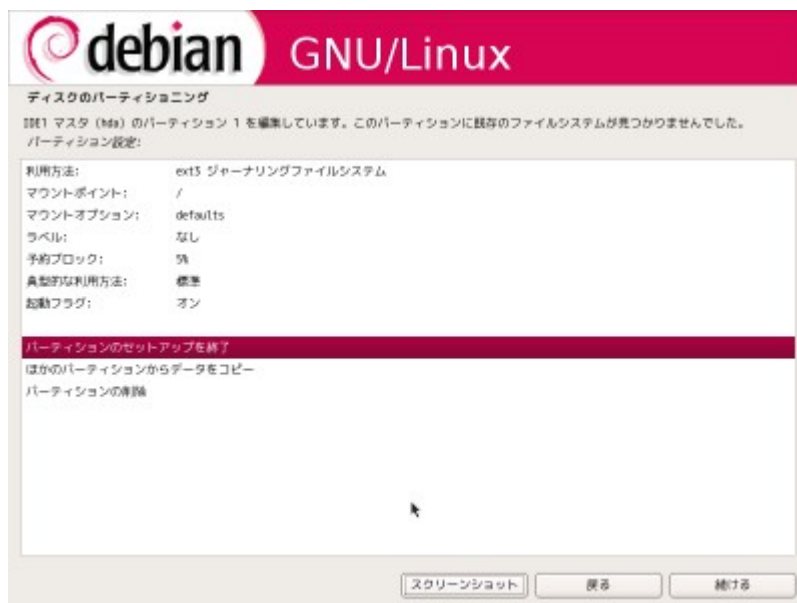 debian GNU/Linux
ディスクのパーティショニング
IDE1 マスタ (hda) のパーティション 1 を編集しています。このパーティションに既存のファイルシステムが見つかりませんでした。
パーティション設定:
利用方法: ext3 ジャーナリングファイルシステム
マウントポイント: /
マウントオプション: defaults
ラベル: なし
予約ブロック: 5%
典型的な利用方法: 標準
起動フラグ: オン
パーティションのセットアップを終了
ほかのパーティションからデータをコピー
パーティションの削除
スクリーンショット 戻る 続ける